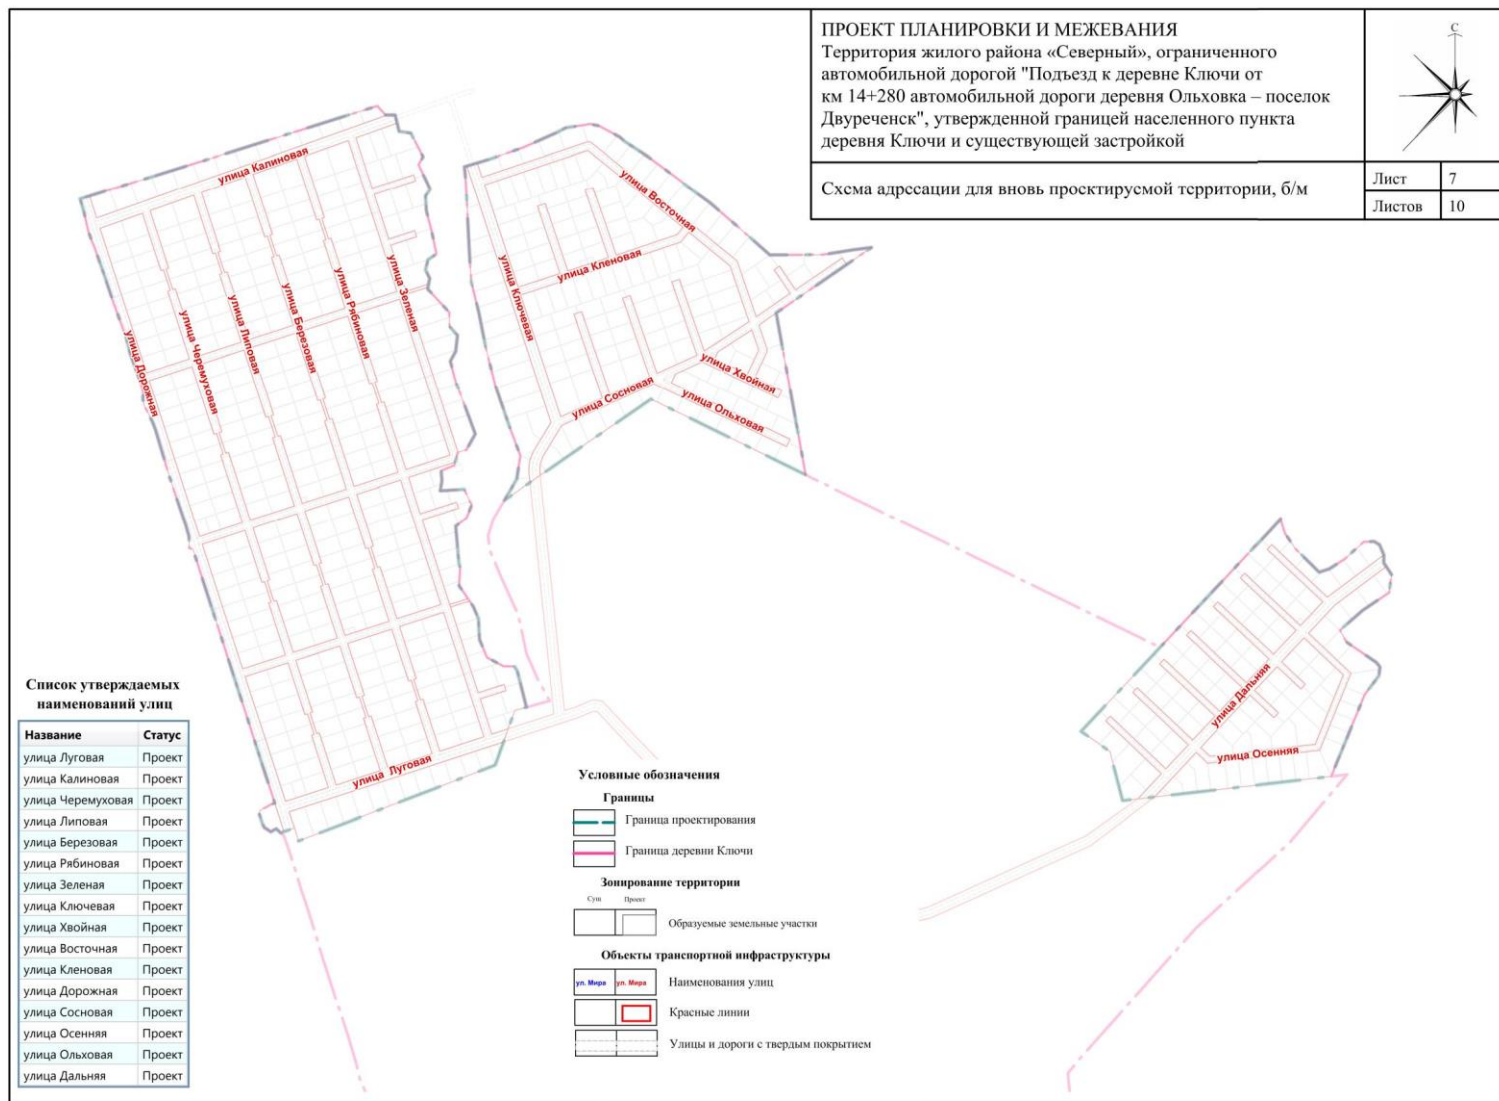 ПРОЕКТ ПЛАНИРОВКИ И МЕЖЕВАНИЯ
Территория жилого района «Северный», ограниченного
автомобильной дорогой "Подъезд к деревне Ключи от
км 14+280 автомобильной дороги деревня Ольховка – поселок
Двуреченск", утвержденной границей населенного пункта
деревня Ключи и существующей застройкой
Схема адресации для вновь проектируемой территории, б/м
С
Лист 7
Листов 10
улица Калиновая
улица Дорожная
улица Черемуховая
улица Липовая
улица Березовая
улица Рябиновая
улица Зеленая
улица Луговая
улица Ключевая
улица Восточная
улица Кленовая
улица Сосновая
улица Хвойная
улица Ольховая
улица Дальняя
улица Осенняя
Список утверждаемых
наименований улиц
Название Статус
улица Луговая Проект
улица Калиновая Проект
улица Черемуховая Проект
улица Липовая Проект
улица Березовая Проект
улица Рябиновая Проект
улица Зеленая Проект
улица Ключевая Проект
улица Хвойная Проект
улица Восточная Проект
улица Кленовая Проект
улица Дорожная Проект
улица Сосновая Проект
улица Осенняя Проект
улица Ольховая Проект
улица Дальняя Проект
Условные обозначения
Границы
Граница проектирования
Граница деревни Ключи
Зонирование территории
Сущ Проект
Образуемые земельные участки
Объекты транспортной инфраструктуры
ул. Мира ул. Мира Наименования улиц
Красные линии
Улицы и дороги с твердым покрытием